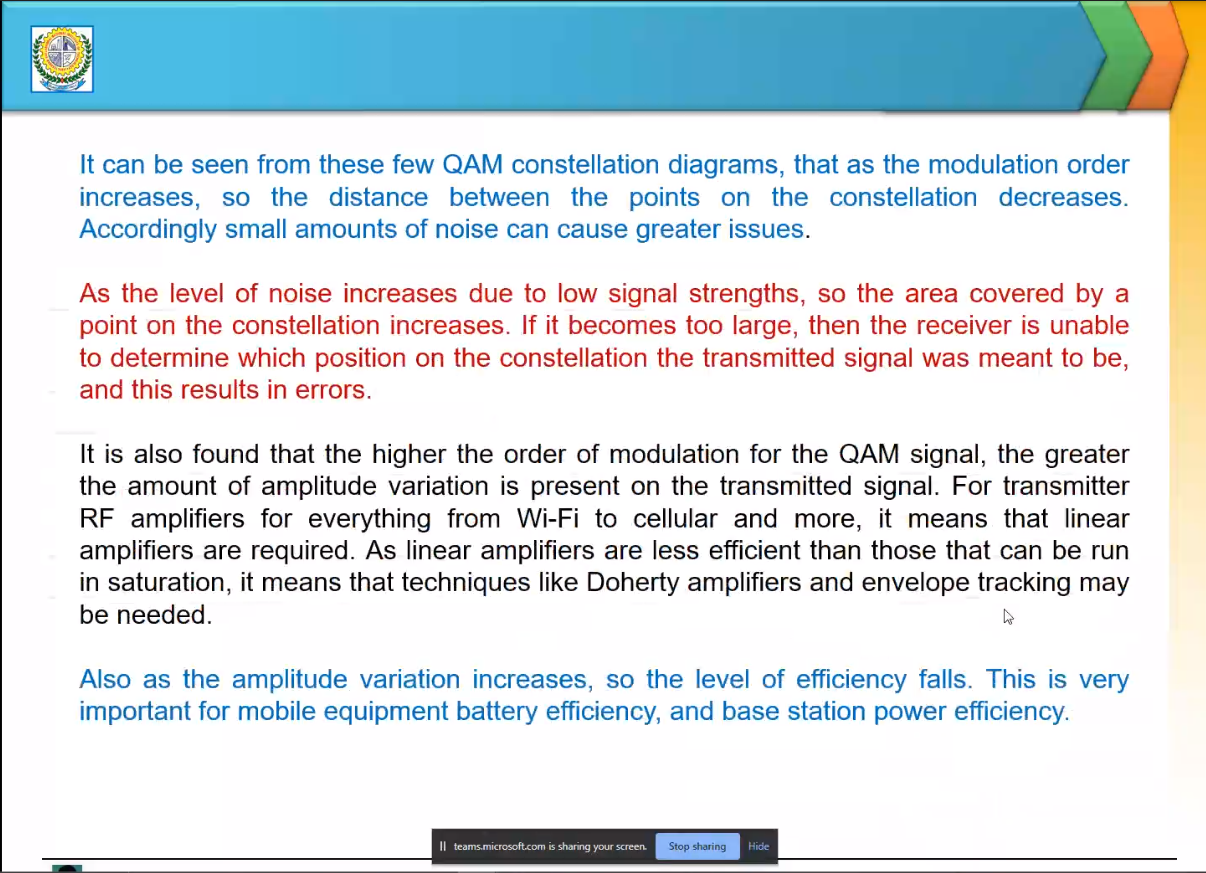 It can be seen from these few QAM constellation diagrams, that as the modulation order
increases, so the distance between the points on the constellation decreases.
Accordingly small amounts of noise can cause greater issues.
As the level of noise increases due to low signal strengths, so the area covered by a
point on the constellation increases. If it becomes too large, then the receiver is unable
to determine which position on the constellation the transmitted signal was meant to be,
and this results in errors.
It is also found that the higher the order of modulation for the QAM signal, the greater
the amount of amplitude variation is present on the transmitted signal. For transmitter
RF amplifiers for everything from Wi-Fi to cellular and more, it means that linear
amplifiers are required. As linear amplifiers are less efficient than those that can be run
in saturation, it means that techniques like Doherty amplifiers and envelope tracking may
be needed.
Also as the amplitude variation increases, so the level of efficiency falls. This is very
important for mobile equipment battery efficiency, and base station power efficiency.
teams.microsoft.com is sharing your screen. Stop sharing Hide